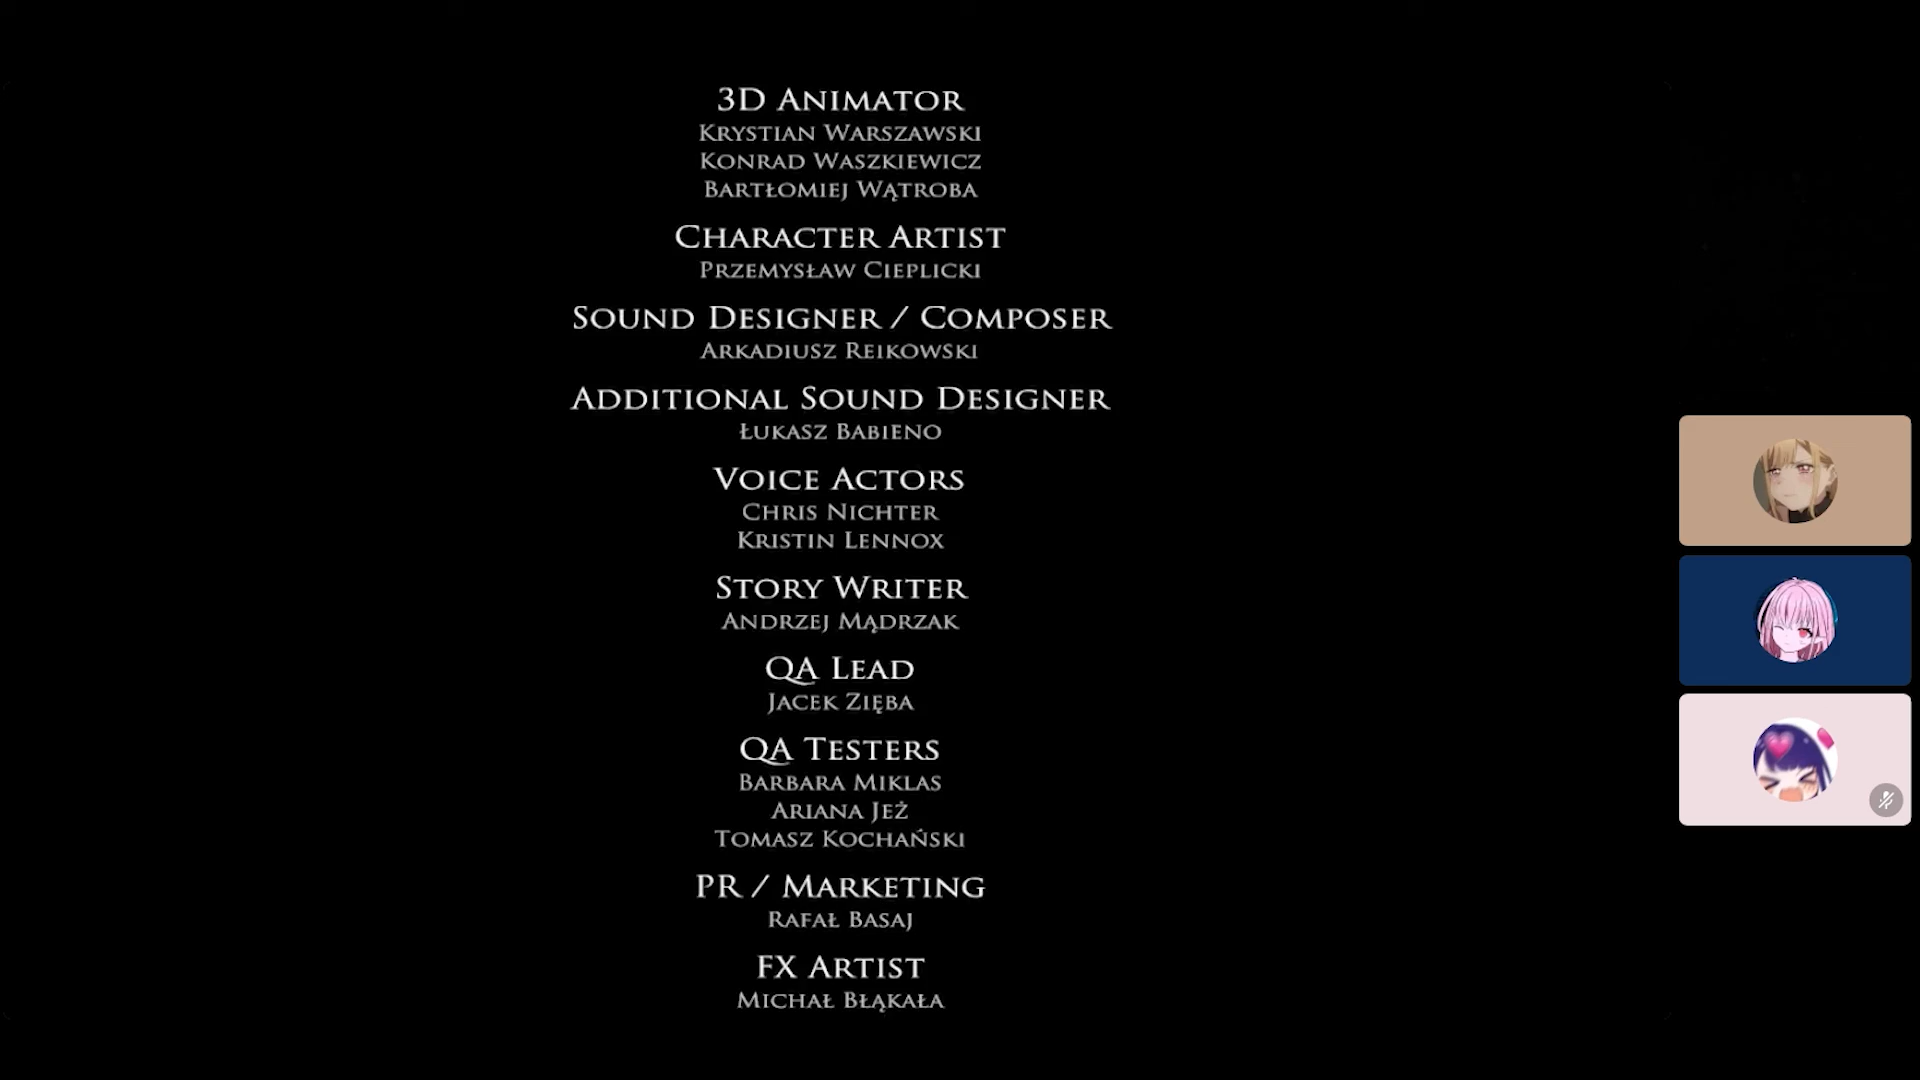 3D Animator
Krystian Warszawski
Konrad Waszkiewicz
Bartłomiej Wątroba
Character Artist
Przemysław Cieplicki
Sound Designer / Composer
Arkadiusz Reikowski
Additional Sound Designer
Łukasz Babieno
Voice Actors
Chris Nichter
Kristin Lennox
Story Writer
Andrzej Mądrzak
QA Lead
Jacek Zięba
QA Testers
Barbara Miklas
Ariana Jeż
Tomasz Kochański
PR / Marketing
Rafał Basaj
FX Artist
Michał Błąkała